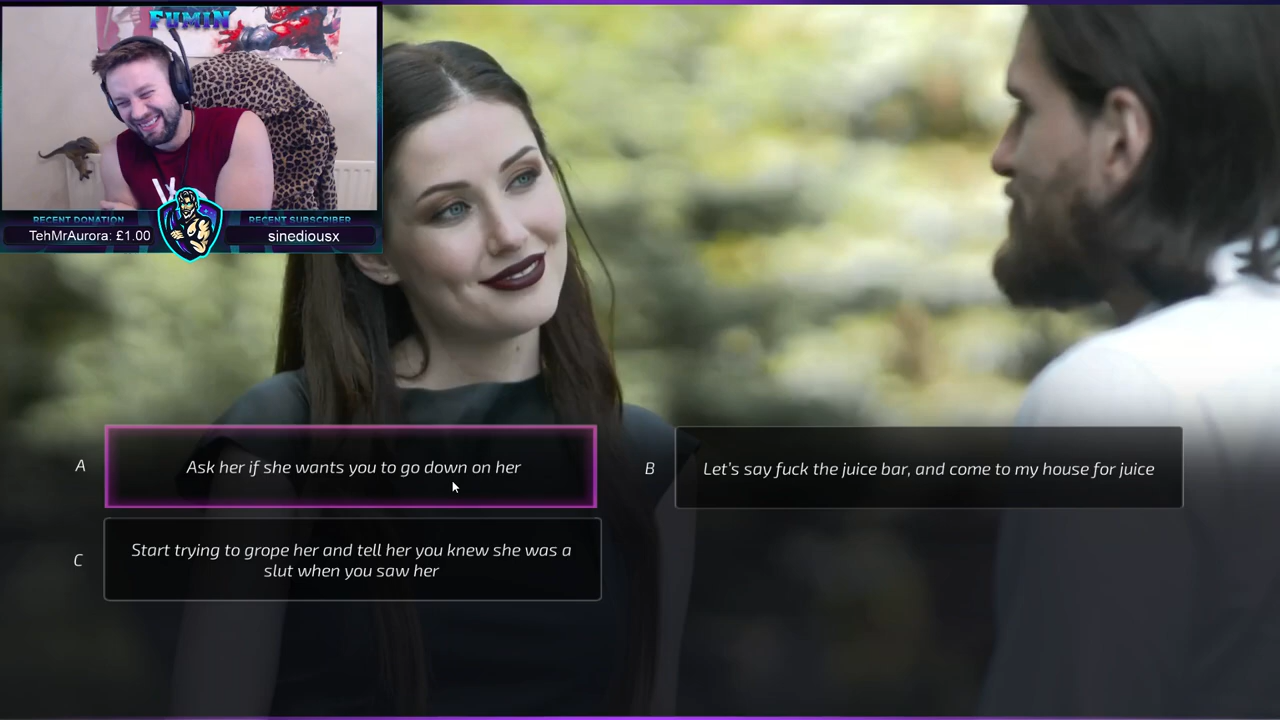 FUMIN
RECENT DONATION
RECENT SUBSCRIBER
TehMrAurora: £1.00
sinediousx
A
Ask her if she wants you to go down on her
B
Let's say fuck the juice bar, and come to my house for juice
C
Start trying to grope her and tell her you knew she was a
slut when you saw her